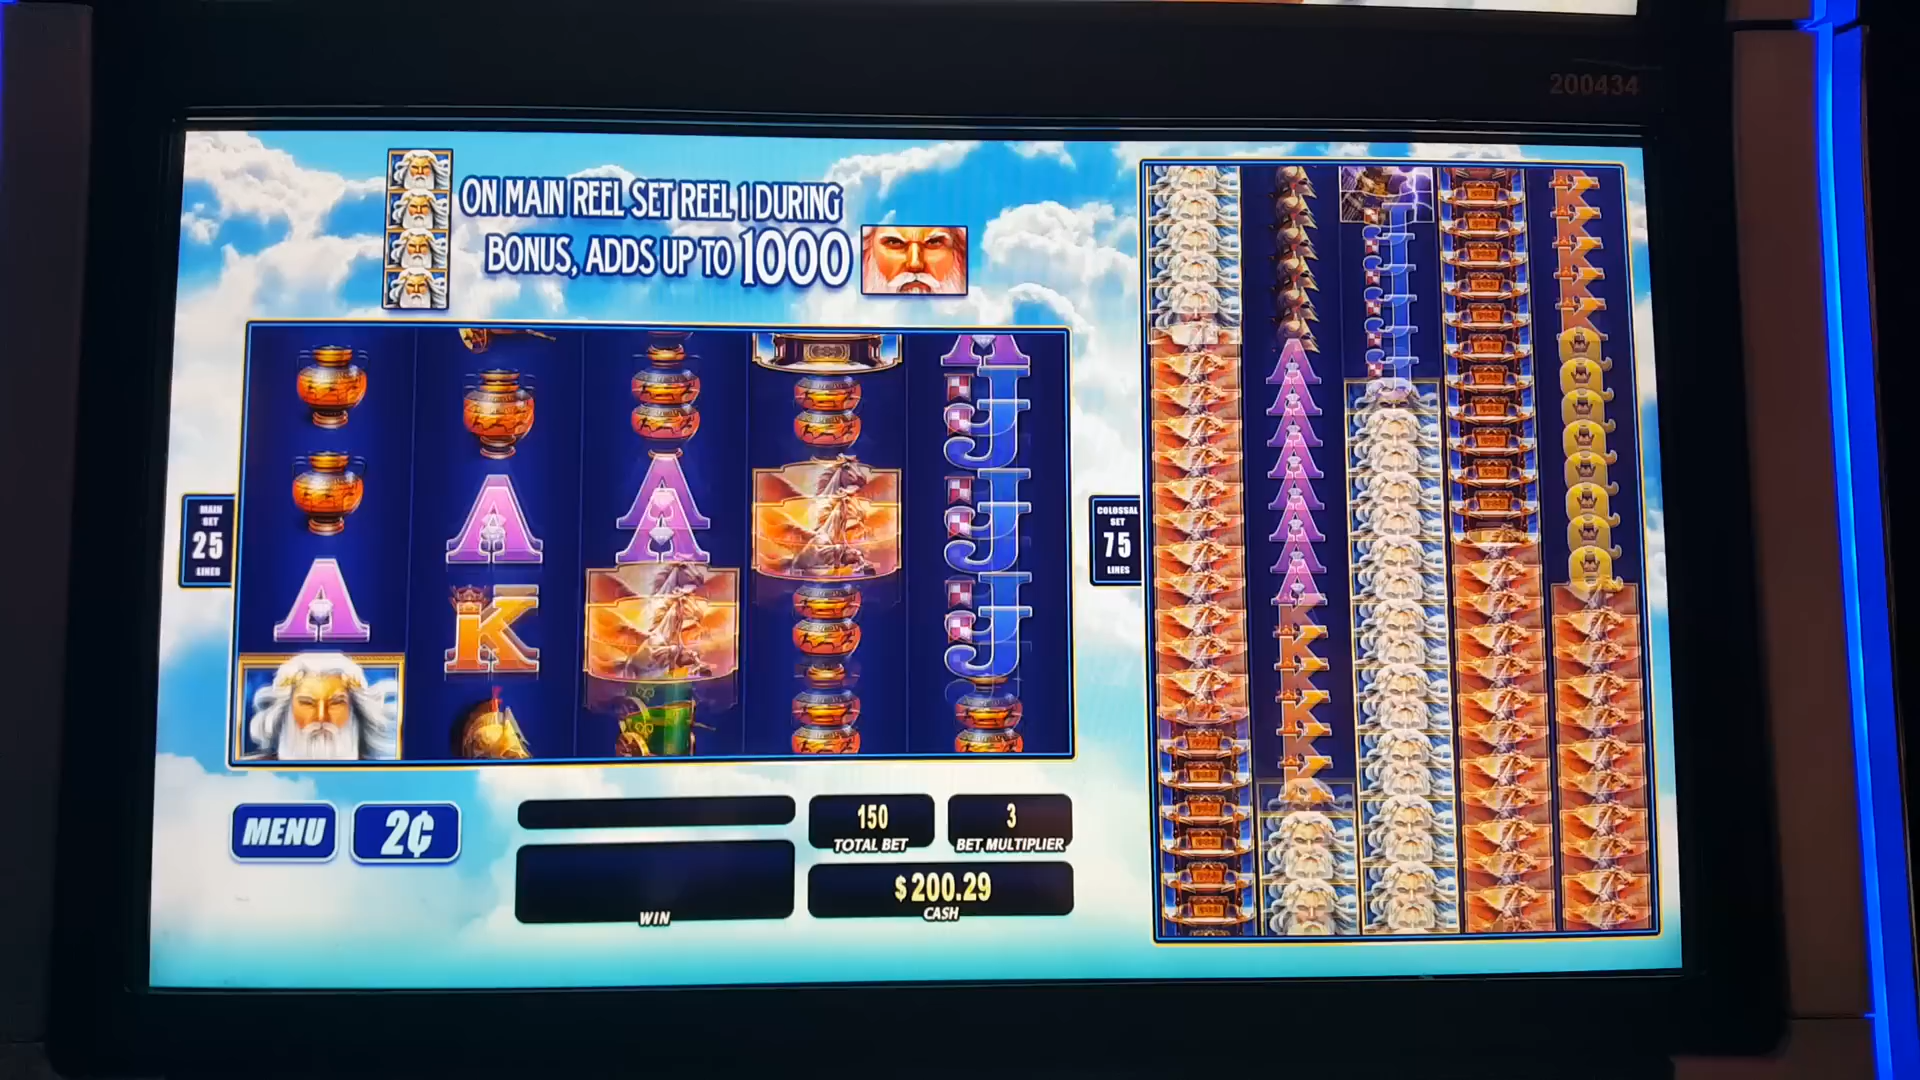 200434
ON MAIN REEL SET REEL 1 DURING
BONUS, ADDS UP TO 1000
MAIN
SET
25
LINES
COLOSSAL
SET
75
LINES
A
A
K
A
A
J
J
J
A
K
J
K
MENU
2¢
WIN
150
TOTAL BET
3
BET MULTIPLIER
$200.29
CASH